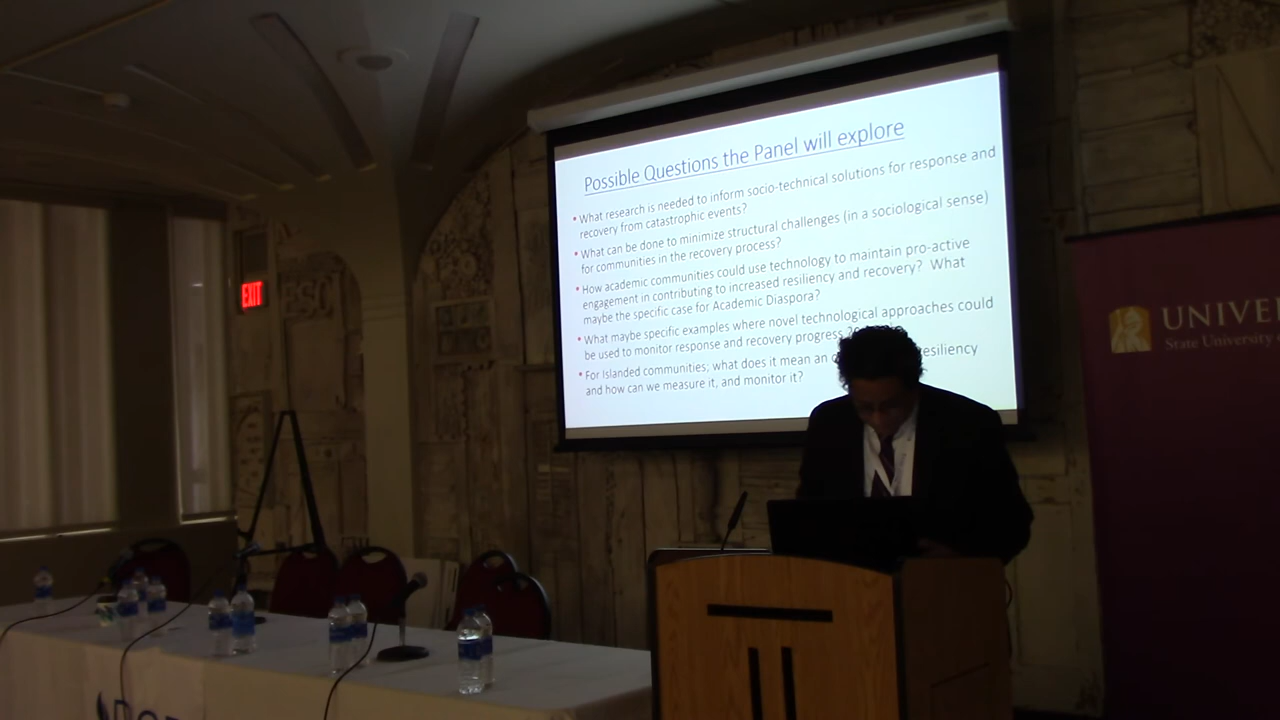 Possible Questions the Panel will explore
• What research is needed to inform socio-technical solutions for response and
recovery from catastrophic events?
• What can be done to minimize structural challenges (in a sociological sense)
for communities in the recovery process?
• How academic communities could use technology to maintain pro-active
engagement in contributing to increased resiliency and recovery? What
maybe the specific case for Academic Diaspora?
• What maybe specific examples where novel technological approaches could
be used to monitor response and recovery progress
• For Islanded communities; what does it mean an resiliency
and how can we measure it, and monitor it?
EXIT
UNIVE
State University